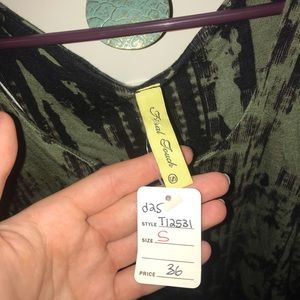 Final Touch
S
d25
STYLE T12531
SIZE S
PRICE 36